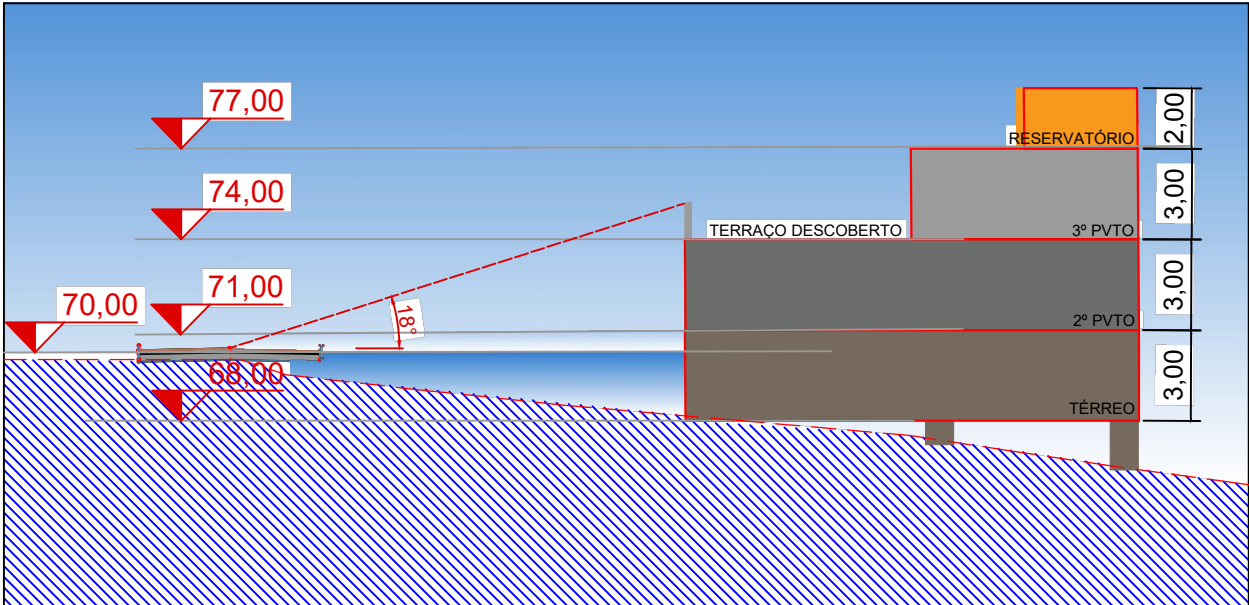 77,00
2,00
RESERVATÓRIO
74,00
3,00
TERRAÇO DESCOBERTO
3º PVTO
71,00
70,00
18°
3,00
2º PVTO
68,00
3,00
TÉRREO